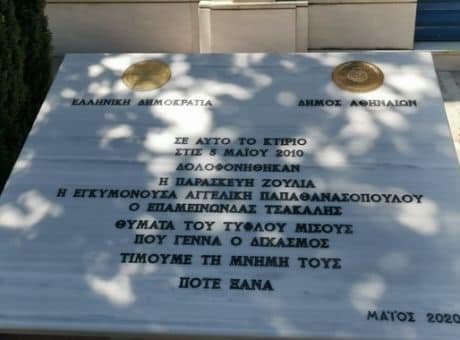 ΕΛΛΗΝΙΚΗ ΔΗΜΟΚΡΑΤΙΑ
ΔΗΜΟΣ ΑΘΗΝΑΙΩΝ
ΣΕ ΑΥΤΟ ΤΟ ΚΤΙΡΙΟ
ΣΤΙΣ 5 ΜΑΪΟΥ 2010
ΔΟΛΟΦΟΝΗΘΗΚΑΝ
Η ΠΑΡΑΣΚΕΥΗ ΖΟΥΛΙΑ
Η ΕΓΚΥΜΟΝΟΥΣΑ ΑΓΓΕΛΙΚΗ ΠΑΠΑΘΑΝΑΣΟΠΟΥΛΟΥ
Ο ΕΠΑΜΕΙΝΩΝΔΑΣ ΤΣΑΚΑΛΗΣ
ΘΥΜΑΤΑ ΤΟΥ ΤΥΦΛΟΥ ΜΙΣΟΥΣ
ΠΟΥ ΓΕΝΝΑ Ο ΔΙΧΑΣΜΟΣ
ΤΙΜΟΥΜΕ ΤΗ ΜΝΗΜΗ ΤΟΥΣ
ΠΟΤΕ ΞΑΝΑ
ΜΑΪΟΣ 2020